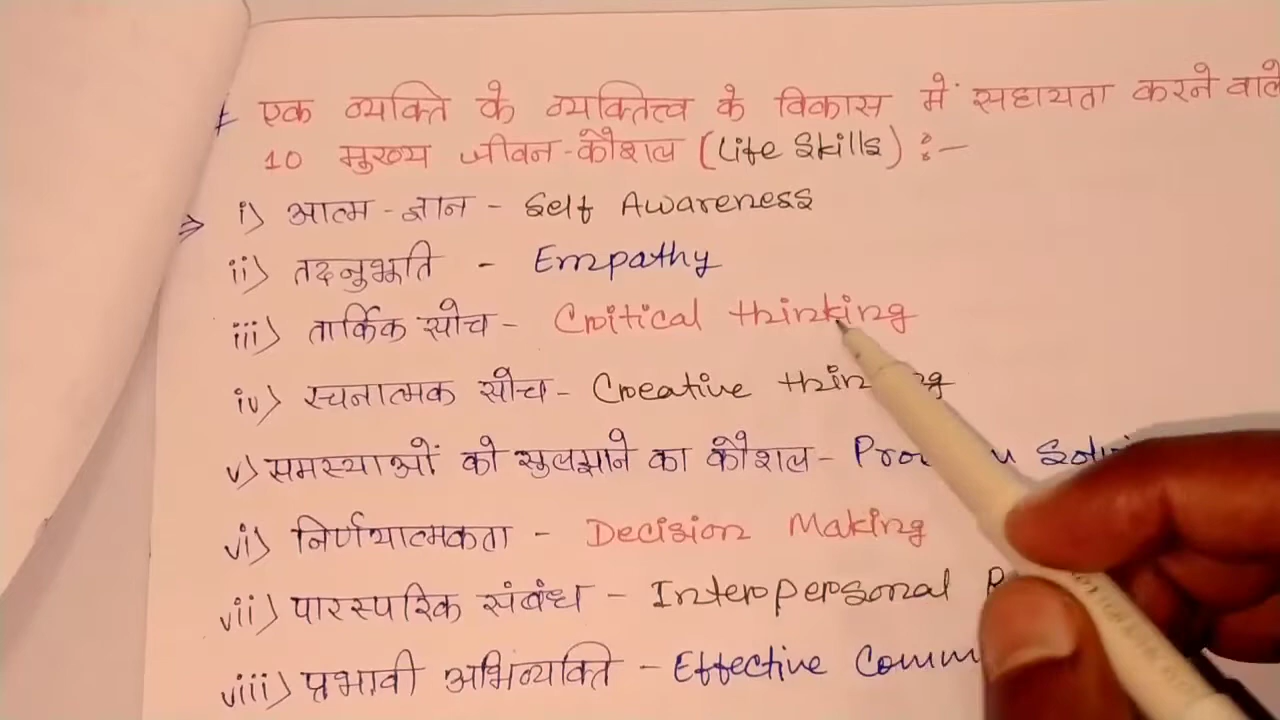 एक व्यक्ति के व्यक्तित्व के विकास में सहायता करने वाले
10 मुख्य जीवन-कौशल (Life Skills) :-
⇒ i) आत्म-ज्ञान - Self Awareness
ii) तदनुभूति - Empathy
iii) तार्किक सोच - Critical thinking
iv) रचनात्मक सोच - Creative
v) समस्याओं को सुलझाने का कौशल -
vi) निर्णयात्मकता - Decision Making
vii) पारस्परिक संबंध - Interpersonal
viii) प्रभावी अभिव्यक्ति - Effective